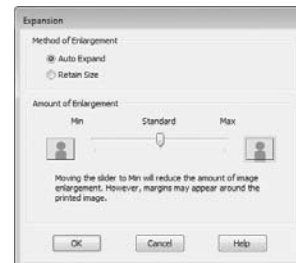 Expansion
Method of Enlargement
Auto Expand
Retain Size
Amount of Enlargement
Min Standard Max
Moving the slider to Min will reduce the amount of image
enlargement. However, margins may appear around the
printed image.
OK Cancel Help